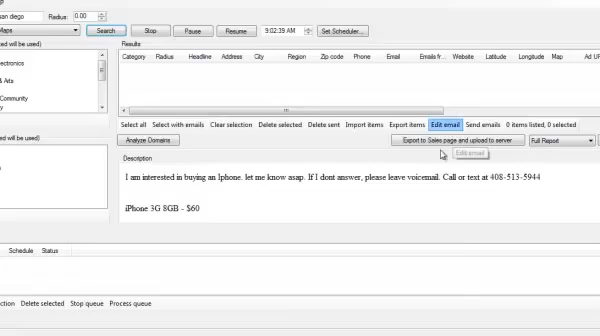 san diego Radius: 0.00
Maps Search Stop Pause Resume 9:02:39 AM Set Scheduler...
ed will be used) Results
Category Radius Headline Address City Region Zip code Phone Email Emails fr... Website Latitude Longitude Map Ad UR
ectronics
& Arts
Community
y
Select all Select with emails Clear selection Delete selected Delete sent Import items Export items Edit email Send emails 0 items listed, 0 selected
ed will be used) Analyze Domains Export to Sales page and upload to server Full Report
Edit email
Description
I am interested in buying an Iphone. let me know asap. If I dont answer, please leave voicemail. Call or text at 408-513-5944
iPhone 3G 8GB - $60
Schedule Status
ction Delete selected Stop queue Process queue